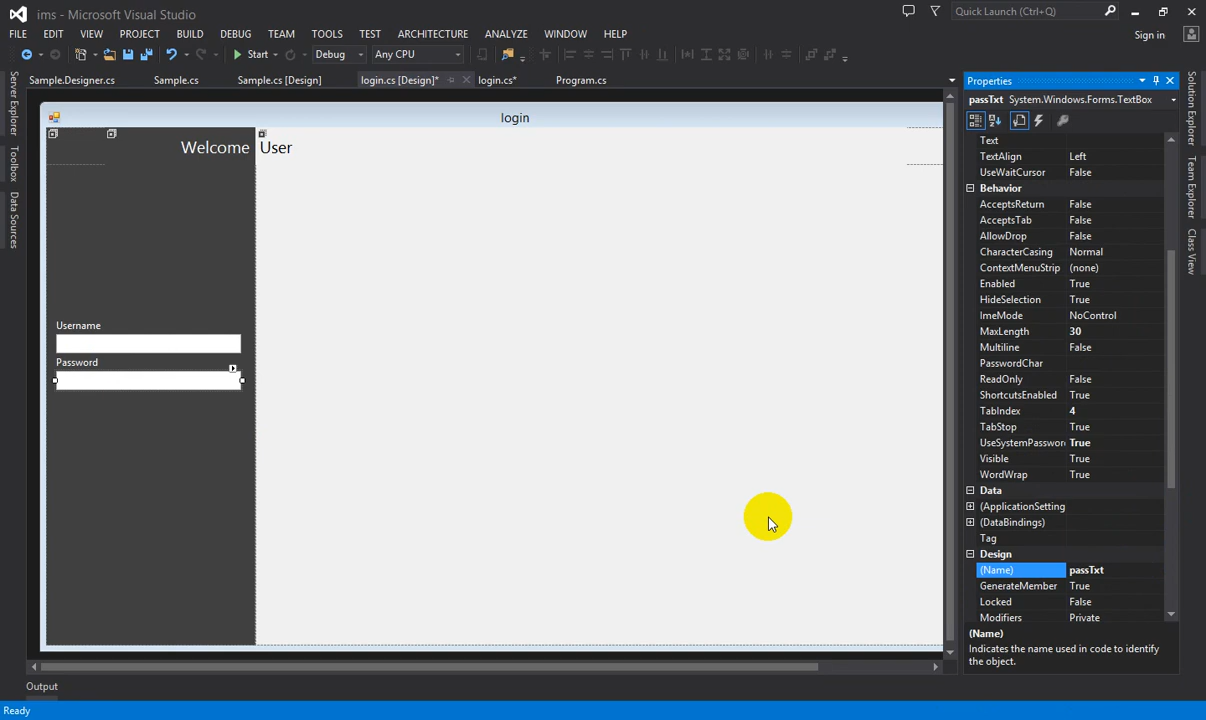 ims - Microsoft Visual Studio
Quick Launch (Ctrl+Q)
FILE EDIT VIEW PROJECT BUILD DEBUG TEAM TOOLS TEST ARCHITECTURE ANALYZE WINDOW HELP
Sign in
Start Debug Any CPU
Sample.Designer.cs Sample.cs Sample.cs [Design] login.cs [Design]* login.cs* Program.cs
Server Explorer
Toolbox
Data Sources
login
Welcome User
Username
Password
Properties
passTxt System.Windows.Forms.TextBox
Text
TextAlign Left
UseWaitCursor False
Behavior
AcceptsReturn False
AcceptsTab False
AllowDrop False
CharacterCasing Normal
ContextMenuStrip (none)
Enabled True
HideSelection True
ImeMode NoControl
MaxLength 30
Multiline False
PasswordChar
ReadOnly False
ShortcutsEnabled True
TabIndex 4
TabStop True
UseSystemPasswor True
Visible True
WordWrap True
Data
(ApplicationSetting
(DataBindings)
Tag
Design
(Name) passTxt
GenerateMember True
Locked False
Modifiers Private
(Name)
Indicates the name used in code to identify
the object.
Solution Explorer
Team Explorer
Class View
Output
Ready